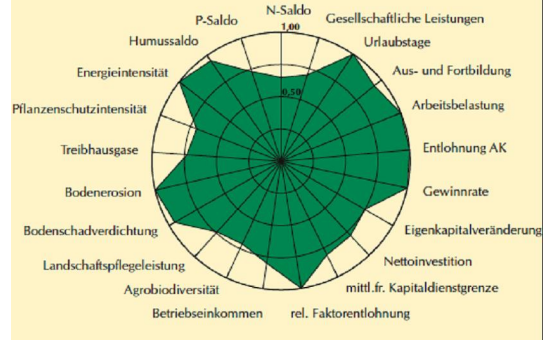 N-Saldo
P-Saldo
Gesellschaftliche Leistungen
1,00
Humussaldo
Urlaubstage
Energieintensität
Aus- und Fortbildung
0,50
Pflanzenschutzintensität
Arbeitsbelastung
Treibhausgase
Entlohnung AK
Bodenerosion
Gewinnrate
Bodenschadverdichtung
Eigenkapitalveränderung
Landschaftspflegeleistung
Nettoinvestition
Agrobiodiversität
mittl.fr. Kapitaldienstgrenze
Betriebseinkommen
rel. Faktorentlohnung